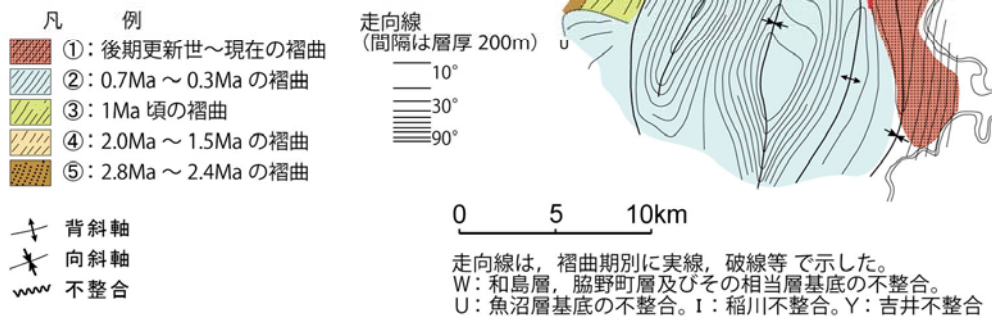 凡 例
①：後期更新世～現在の褶曲
②：0.7Ma ～ 0.3Ma の褶曲
③：1Ma 頃の褶曲
④：2.0Ma ～ 1.5Ma の褶曲
⑤：2.8Ma ～ 2.4Ma の褶曲
背斜軸
向斜軸
不整合
走向線
（間隔は層厚 200m）
10°
30°
90°
U
0 5 10km
走向線は，褶曲期別に実線，破線等 で示した。
W：和島層，脇野町層及びその相当層基底の不整合。
U：魚沼層基底の不整合。I：稲川不整合。Y：吉井不整合